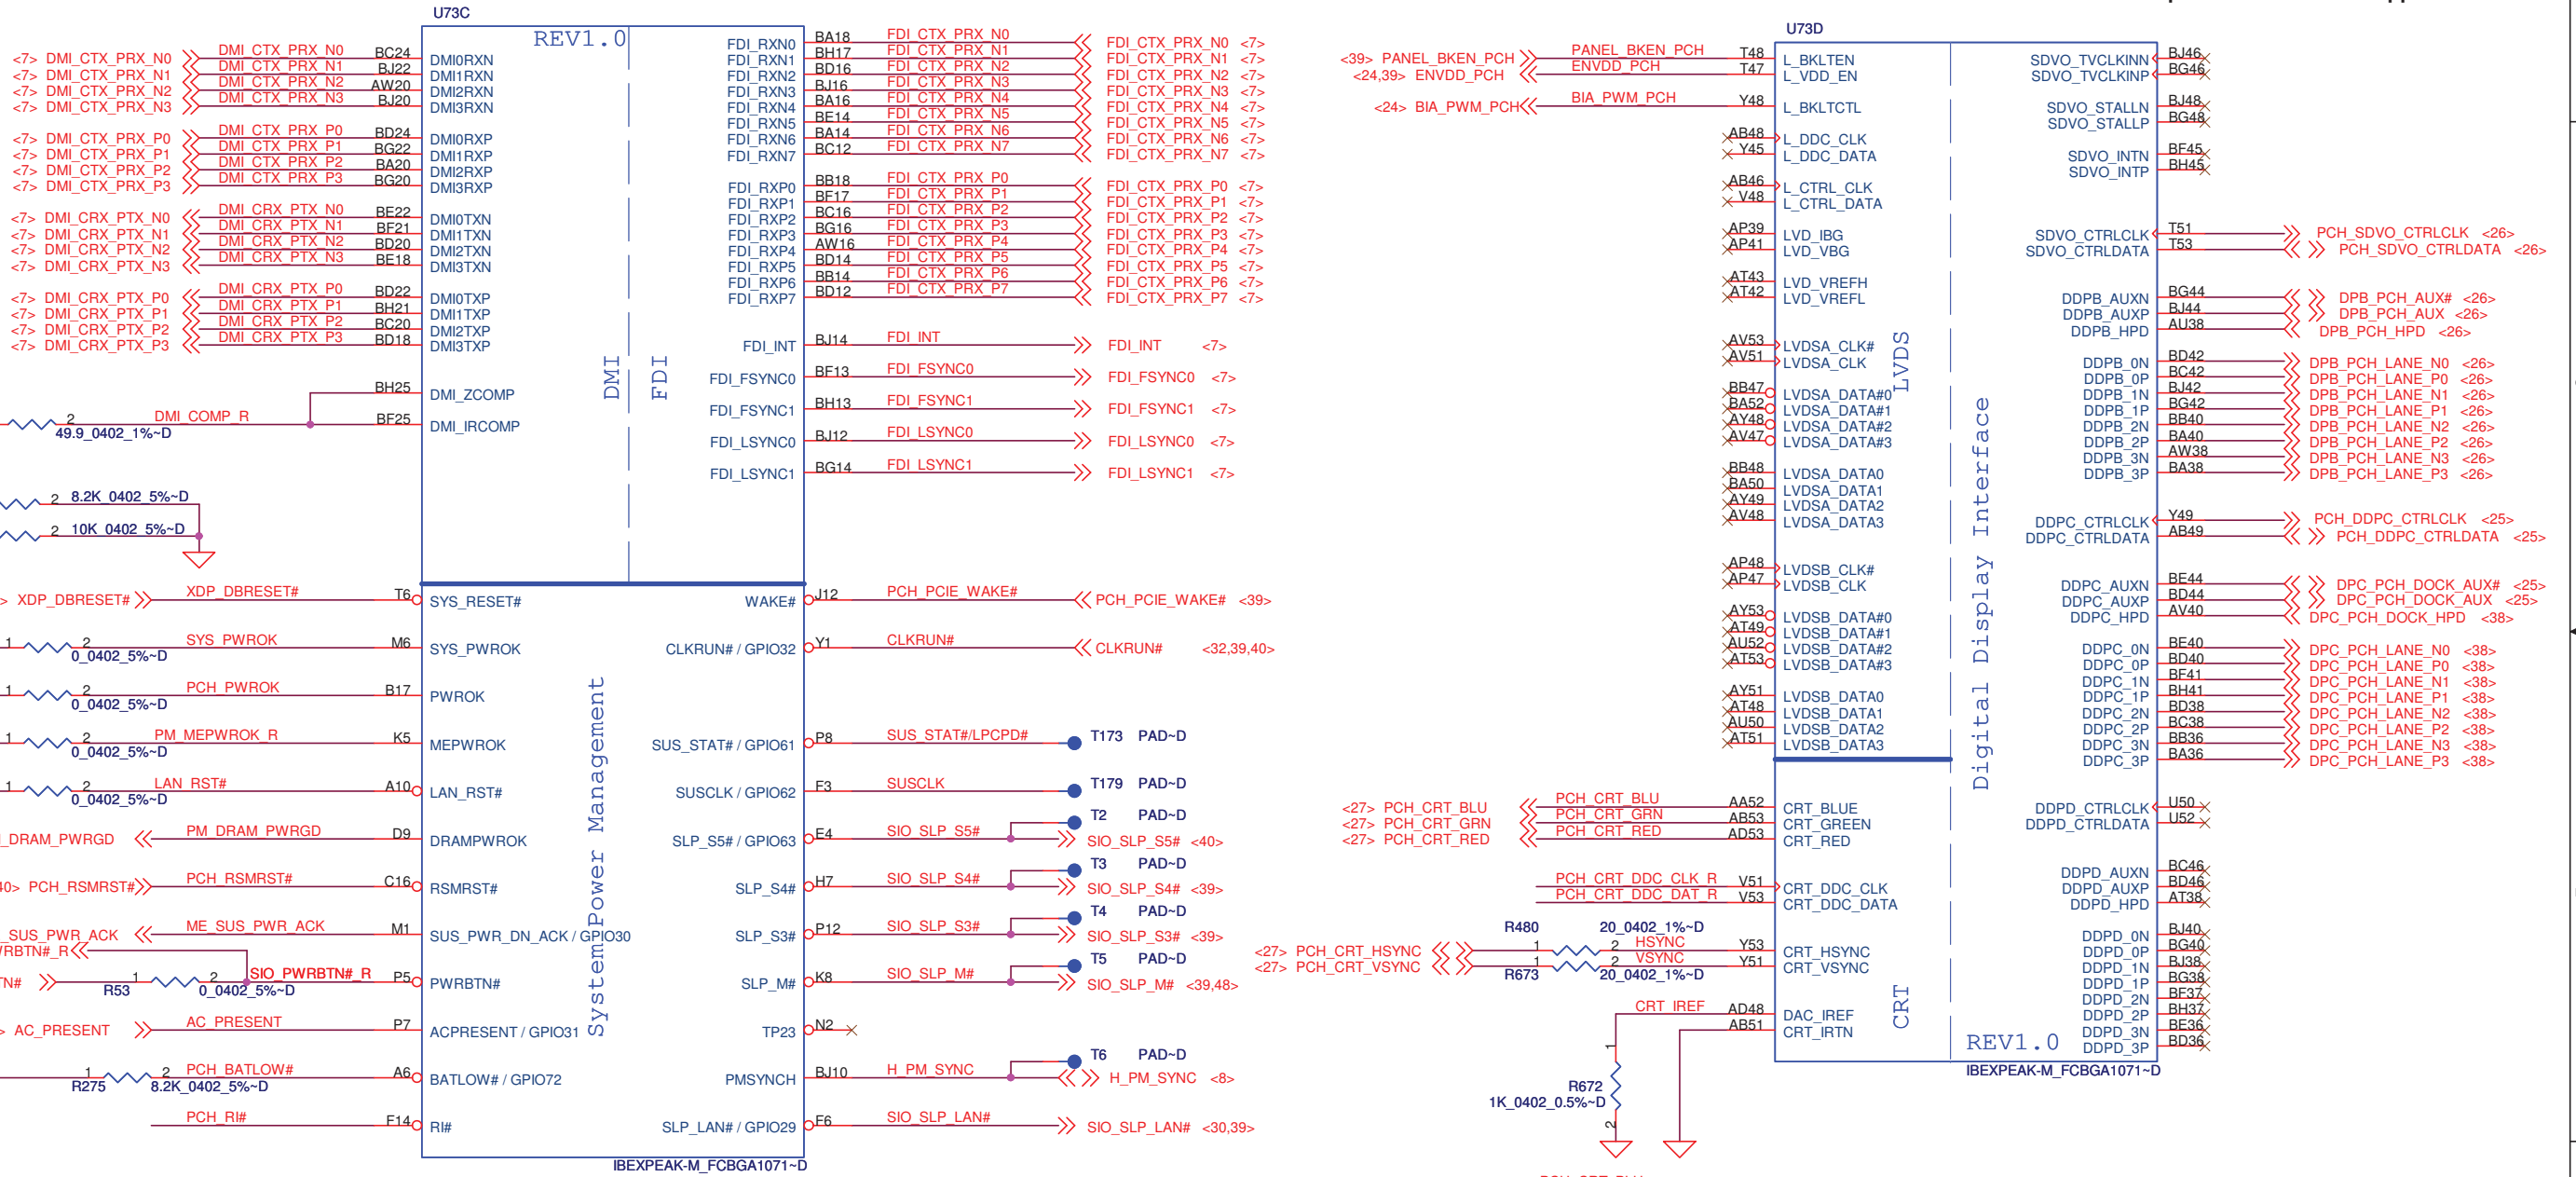 U73C
REV1.0
<7> DMI_CTX_PRX_N0 DMI_CTX_PRX_N0 BC24 DMI0RXN
<7> DMI_CTX_PRX_N1 DMI_CTX_PRX_N1 BJ22 DMI1RXN
<7> DMI_CTX_PRX_N2 DMI_CTX_PRX_N2 AW20 DMI2RXN
<7> DMI_CTX_PRX_N3 DMI_CTX_PRX_N3 BJ20 DMI3RXN
<7> DMI_CTX_PRX_P0 DMI_CTX_PRX_P0 BD24 DMI0RXP
<7> DMI_CTX_PRX_P1 DMI_CTX_PRX_P1 BG22 DMI1RXP
<7> DMI_CTX_PRX_P2 DMI_CTX_PRX_P2 BA20 DMI2RXP
<7> DMI_CTX_PRX_P3 DMI_CTX_PRX_P3 BG20 DMI3RXP
<7> DMI_CRX_PTX_N0 DMI_CRX_PTX_N0 BE22 DMI0TXN
<7> DMI_CRX_PTX_N1 DMI_CRX_PTX_N1 BF21 DMI1TXN
<7> DMI_CRX_PTX_N2 DMI_CRX_PTX_N2 BD20 DMI2TXN
<7> DMI_CRX_PTX_N3 DMI_CRX_PTX_N3 BE18 DMI3TXN
<7> DMI_CRX_PTX_P0 DMI_CRX_PTX_P0 BD22 DMI0TXP
<7> DMI_CRX_PTX_P1 DMI_CRX_PTX_P1 BH21 DMI1TXP
<7> DMI_CRX_PTX_P2 DMI_CRX_PTX_P2 BC20 DMI2TXP
<7> DMI_CRX_PTX_P3 DMI_CRX_PTX_P3 BD18 DMI3TXP
BH25 DMI_ZCOMP
2 DMI_COMP_R BF25 DMI_IRCOMP
49.9_0402_1%~D
2 8.2K_0402_5%~D
2 10K_0402_5%~D
DMI
FDI
FDI_RXN0 BA18 FDI_CTX_PRX_N0 FDI_CTX_PRX_N0 <7>
FDI_RXN1 BH17 FDI_CTX_PRX_N1 FDI_CTX_PRX_N1 <7>
FDI_RXN2 BD16 FDI_CTX_PRX_N2 FDI_CTX_PRX_N2 <7>
FDI_RXN3 BJ16 FDI_CTX_PRX_N3 FDI_CTX_PRX_N3 <7>
FDI_RXN4 BA16 FDI_CTX_PRX_N4 FDI_CTX_PRX_N4 <7>
FDI_RXN5 BE14 FDI_CTX_PRX_N5 FDI_CTX_PRX_N5 <7>
FDI_RXN6 BA14 FDI_CTX_PRX_N6 FDI_CTX_PRX_N6 <7>
FDI_RXN7 BC12 FDI_CTX_PRX_N7 FDI_CTX_PRX_N7 <7>
FDI_RXP0 BB18 FDI_CTX_PRX_P0 FDI_CTX_PRX_P0 <7>
FDI_RXP1 BF17 FDI_CTX_PRX_P1 FDI_CTX_PRX_P1 <7>
FDI_RXP2 BC16 FDI_CTX_PRX_P2 FDI_CTX_PRX_P2 <7>
FDI_RXP3 BG16 FDI_CTX_PRX_P3 FDI_CTX_PRX_P3 <7>
FDI_RXP4 AW16 FDI_CTX_PRX_P4 FDI_CTX_PRX_P4 <7>
FDI_RXP5 BD14 FDI_CTX_PRX_P5 FDI_CTX_PRX_P5 <7>
FDI_RXP6 BB14 FDI_CTX_PRX_P6 FDI_CTX_PRX_P6 <7>
FDI_RXP7 BD12 FDI_CTX_PRX_P7 FDI_CTX_PRX_P7 <7>
FDI_INT BJ14 FDI_INT FDI_INT <7>
FDI_FSYNC0 BF13 FDI_FSYNC0 FDI_FSYNC0 <7>
FDI_FSYNC1 BH13 FDI_FSYNC1 FDI_FSYNC1 <7>
FDI_LSYNC0 BJ12 FDI_LSYNC0 FDI_LSYNC0 <7>
FDI_LSYNC1 BG14 FDI_LSYNC1 FDI_LSYNC1 <7>
> XDP_DBRESET# XDP_DBRESET# T6 SYS_RESET#
1 2 SYS_PWROK M6 SYS_PWROK
0_0402_5%~D
1 2 PCH_PWROK B17 PWROK
0_0402_5%~D
1 2 PM_MEPWROK_R K5 MEPWROK
0_0402_5%~D
1 2 LAN_RST# A10 LAN_RST#
0_0402_5%~D
_DRAM_PWRGD PM_DRAM_PWRGD D9 DRAMPWROK
40> PCH_RSMRST# PCH_RSMRST# C16 RSMRST#
_SUS_PWR_ACK ME_SUS_PWR_ACK M1 SUS_PWR_DN_ACK / GPIO30
RBTN#_R
TN# R53 1 2 SIO_PWRBTN#_R P5 PWRBTN#
0_0402_5%~D
> AC_PRESENT AC_PRESENT P7 ACPRESENT / GPIO31
R275 1 2 PCH_BATLOW# A6 BATLOW# / GPIO72
8.2K_0402_5%~D
PCH_RI# F14 RI#
System Power Management
WAKE# J12 PCH_PCIE_WAKE# PCH_PCIE_WAKE# <39>
CLKRUN# / GPIO32 Y1 CLKRUN# CLKRUN# <32,39,40>
SUS_STAT# / GPIO61 P8 SUS_STAT#/LPCPD# T173 PAD~D
SUSCLK / GPIO62 F3 SUSCLK T179 PAD~D
T2 PAD~D
SLP_S5# / GPIO63 E4 SIO_SLP_S5# SIO_SLP_S5# <40>
T3 PAD~D
SLP_S4# H7 SIO_SLP_S4# SIO_SLP_S4# <39>
T4 PAD~D
SLP_S3# P12 SIO_SLP_S3# SIO_SLP_S3# <39>
T5 PAD~D
SLP_M# K8 SIO_SLP_M# SIO_SLP_M# <39,48>
TP23 N2
T6 PAD~D
PMSYNCH BJ10 H_PM_SYNC H_PM_SYNC <8>
SLP_LAN# / GPIO29 F6 SIO_SLP_LAN# SIO_SLP_LAN# <30,39>
IBEXPEAK-M_FCBGA1071~D
U73D
<39> PANEL_BKEN_PCH PANEL_BKEN_PCH T48 L_BKLTEN
<24,39> ENVDD_PCH ENVDD_PCH T47 L_VDD_EN
<24> BIA_PWM_PCH BIA_PWM_PCH Y48 L_BKLTCTL
AB48 L_DDC_CLK
Y45 L_DDC_DATA
AB46 L_CTRL_CLK
V48 L_CTRL_DATA
AP39 LVD_IBG
AP41 LVD_VBG
AT43 LVD_VREFH
AT42 LVD_VREFL
AV53 LVDSA_CLK#
AV51 LVDSA_CLK
BB47 LVDSA_DATA#0
BA52 LVDSA_DATA#1
AY48 LVDSA_DATA#2
AV47 LVDSA_DATA#3
BB48 LVDSA_DATA0
BA50 LVDSA_DATA1
AY49 LVDSA_DATA2
AV48 LVDSA_DATA3
AP48 LVDSB_CLK#
AP47 LVDSB_CLK
AY53 LVDSB_DATA#0
AT49 LVDSB_DATA#1
AU52 LVDSB_DATA#2
AT53 LVDSB_DATA#3
AY51 LVDSB_DATA0
AT48 LVDSB_DATA1
AU50 LVDSB_DATA2
AT51 LVDSB_DATA3
LVDS
<27> PCH_CRT_BLU PCH_CRT_BLU AA52 CRT_BLUE
<27> PCH_CRT_GRN PCH_CRT_GRN AB53 CRT_GREEN
<27> PCH_CRT_RED PCH_CRT_RED AD53 CRT_RED
PCH_CRT_DDC_CLK_R V51 CRT_DDC_CLK
PCH_CRT_DDC_DAT_R V53 CRT_DDC_DATA
R480 20_0402_1%~D
<27> PCH_CRT_HSYNC 1 2 HSYNC Y53 CRT_HSYNC
<27> PCH_CRT_VSYNC 1 2 VSYNC Y51 CRT_VSYNC
R673 20_0402_1%~D
CRT_IREF AD48 DAC_IREF
AB51 CRT_IRTN
1
R672
1K_0402_0.5%~D
2
CRT
Digital Display Interface
SDVO_TVCLKINN BJ46
SDVO_TVCLKINP BG46
SDVO_STALLN BJ48
SDVO_STALLP BG48
SDVO_INTN BF45
SDVO_INTP BH45
SDVO_CTRLCLK T51 PCH_SDVO_CTRLCLK <26>
SDVO_CTRLDATA T53 PCH_SDVO_CTRLDATA <26>
DDPB_AUXN BG44 DPB_PCH_AUX# <26>
DDPB_AUXP BJ44 DPB_PCH_AUX <26>
DDPB_HPD AU38 DPB_PCH_HPD <26>
DDPB_0N BD42 DPB_PCH_LANE_N0 <26>
DDPB_0P BC42 DPB_PCH_LANE_P0 <26>
DDPB_1N BJ42 DPB_PCH_LANE_N1 <26>
DDPB_1P BG42 DPB_PCH_LANE_P1 <26>
DDPB_2N BB40 DPB_PCH_LANE_N2 <26>
DDPB_2P BA40 DPB_PCH_LANE_P2 <26>
DDPB_3N AW38 DPB_PCH_LANE_N3 <26>
DDPB_3P BA38 DPB_PCH_LANE_P3 <26>
DDPC_CTRLCLK Y49 PCH_DDPC_CTRLCLK <25>
DDPC_CTRLDATA AB49 PCH_DDPC_CTRLDATA <25>
DDPC_AUXN BE44 DPC_PCH_DOCK_AUX# <25>
DDPC_AUXP BD44 DPC_PCH_DOCK_AUX <25>
DDPC_HPD AV40 DPC_PCH_DOCK_HPD <38>
DDPC_0N BE40 DPC_PCH_LANE_N0 <38>
DDPC_0P BD40 DPC_PCH_LANE_P0 <38>
DDPC_1N BF41 DPC_PCH_LANE_N1 <38>
DDPC_1P BH41 DPC_PCH_LANE_P1 <38>
DDPC_2N BD38 DPC_PCH_LANE_N2 <38>
DDPC_2P BC38 DPC_PCH_LANE_P2 <38>
DDPC_3N BB36 DPC_PCH_LANE_N3 <38>
DDPC_3P BA36 DPC_PCH_LANE_P3 <38>
DDPD_CTRLCLK U50
DDPD_CTRLDATA U52
DDPD_AUXN BC46
DDPD_AUXP BD46
DDPD_HPD AT38
DDPD_0N BJ40
DDPD_0P BG40
DDPD_1N BJ38
DDPD_1P BG38
DDPD_2N BF37
DDPD_2P BH37
DDPD_3N BE36
DDPD_3P BD36
REV1.0
IBEXPEAK-M_FCBGA1071~D